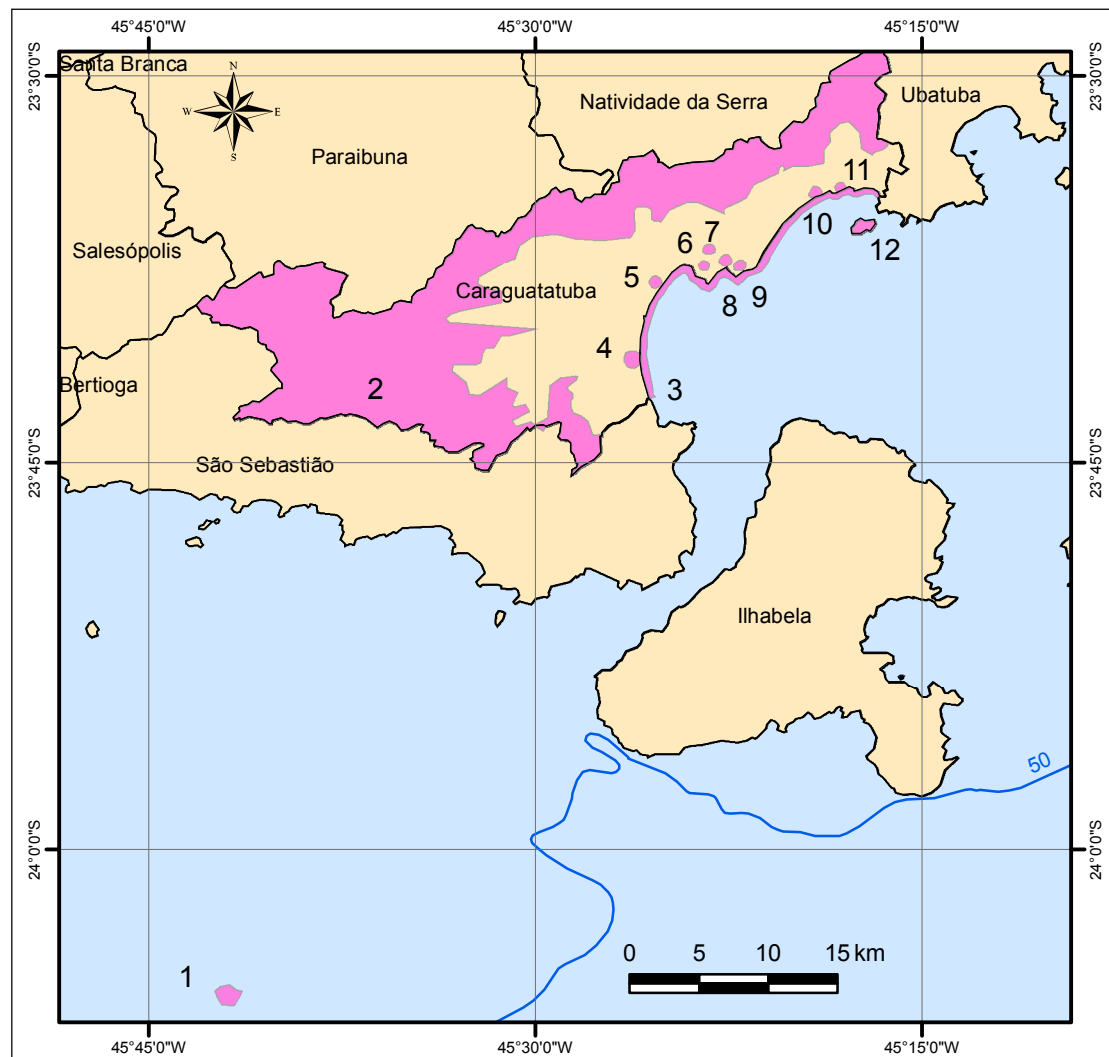 45°45'0"W 45°30'0"W 45°15'0"W
23°30'0"S 23°30'0"S
Santa Branca
N
W E
S
Natividade da Serra
Ubatuba
Paraibuna
11
10
12
Salesópolis
7
6
5
Caraguatatuba
8 9
4
Bertioga
2
3
São Sebastião
23°45'0"S 23°45'0"S
Ilhabela
50
24°0'0"S 24°0'0"S
0 5 10 15 km
1
45°45'0"W 45°30'0"W 45°15'0"W